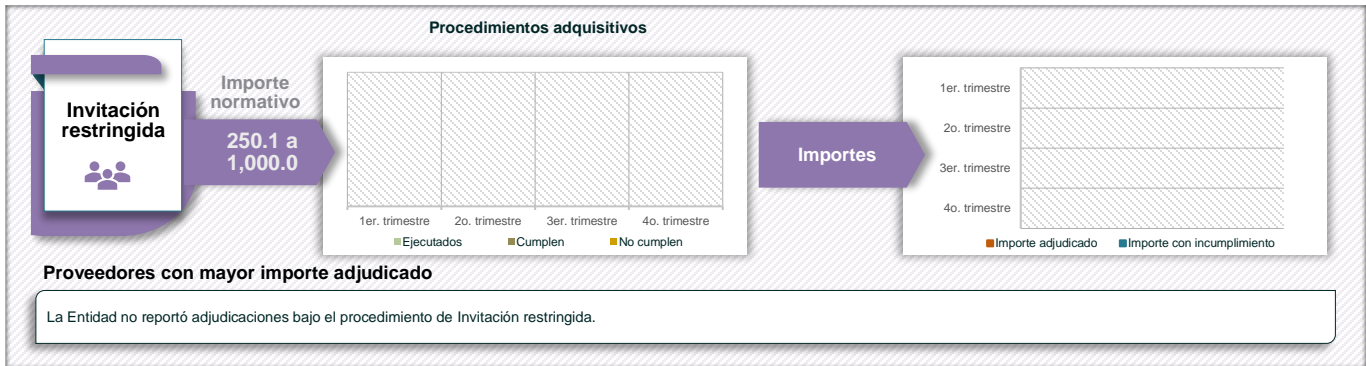 Procedimientos adquisitivos
Invitación
restringida
Importe
normativo
250.1 a
1,000.0
1er. trimestre 2o. trimestre 3er. trimestre 4o. trimestre
Ejecutados Cumplen No cumplen
Importes
1er. trimestre
2o. trimestre
3er. trimestre
4o. trimestre
Importe adjudicado Importe con incumplimiento
Proveedores con mayor importe adjudicado
La Entidad no reportó adjudicaciones bajo el procedimiento de Invitación restringida.